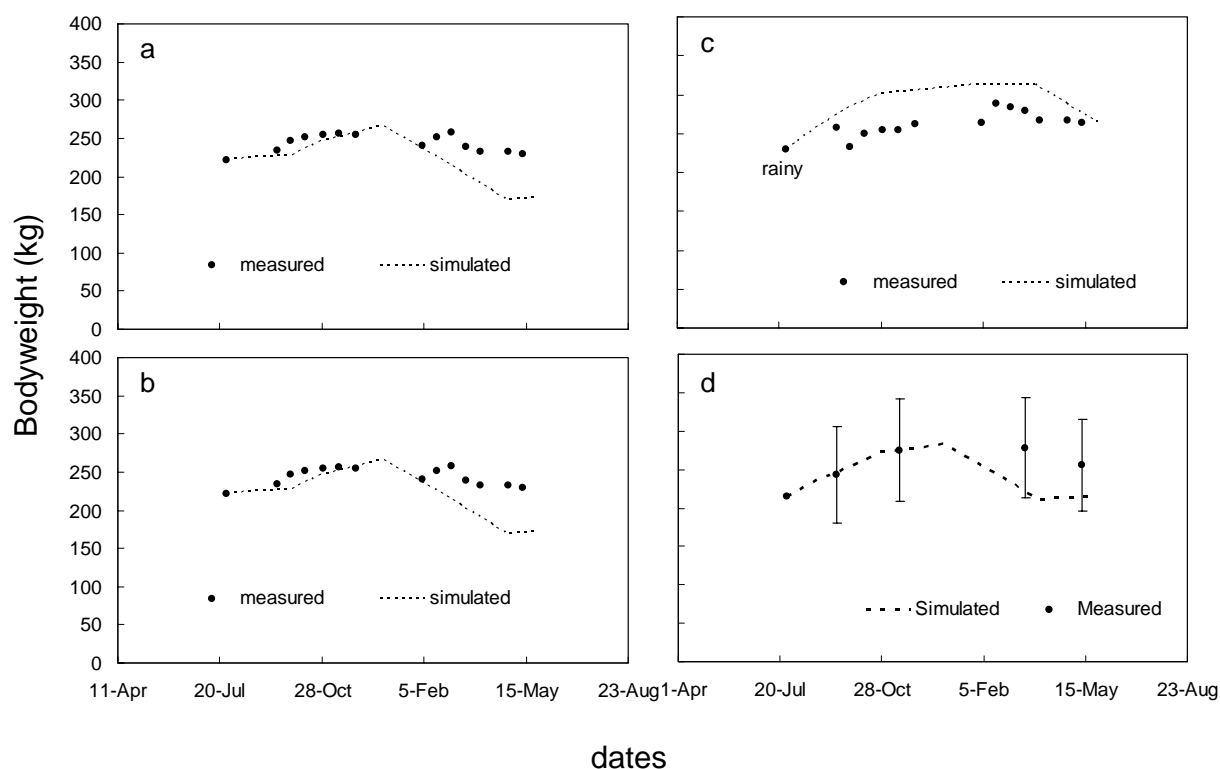 Bodyweight (kg)
a
400
350
300
250
200
150
100
50
0
measured
simulated
b
400
350
300
250
200
150
100
50
0
measured
simulated
11-Apr 20-Jul 28-Oct 5-Feb 15-May 23-Aug
c
rainy
measured
simulated
d
Simulated
Measured
1-Apr 20-Jul 28-Oct 5-Feb 15-May 23-Aug
dates